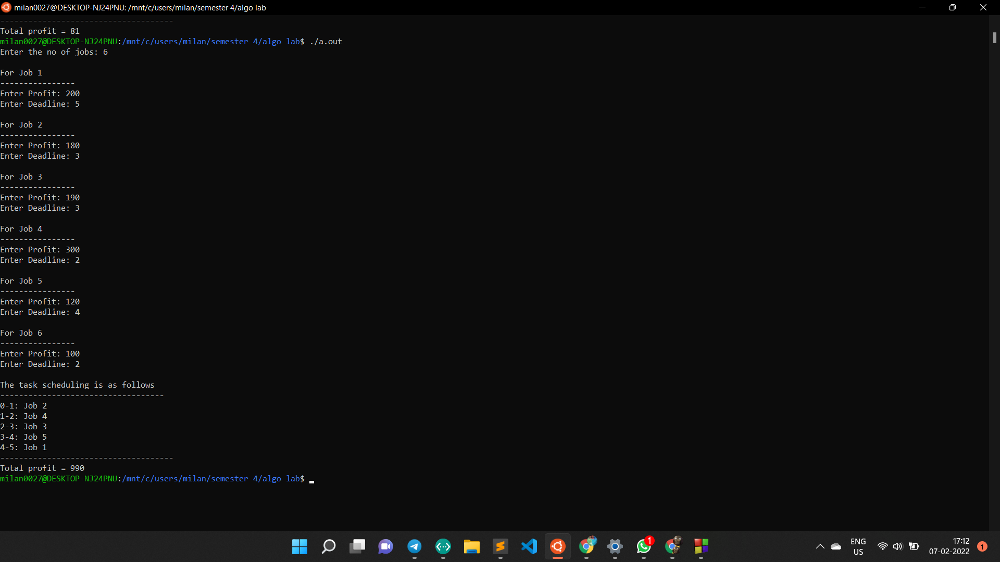 milan0027@DESKTOP-NJ24PNU: /mnt/c/users/milan/semester 4/algo lab
-------------------------------------
Total profit = 81
milan0027@DESKTOP-NJ24PNU:/mnt/c/users/milan/semester 4/algo lab$ ./a.out
Enter the no of jobs: 6
For Job 1
----------------
Enter Profit: 200
Enter Deadline: 5
For Job 2
----------------
Enter Profit: 180
Enter Deadline: 3
For Job 3
----------------
Enter Profit: 190
Enter Deadline: 3
For Job 4
----------------
Enter Profit: 300
Enter Deadline: 2
For Job 5
----------------
Enter Profit: 120
Enter Deadline: 4
For Job 6
----------------
Enter Profit: 100
Enter Deadline: 2
The task scheduling is as follows
-----------------------------------
0-1: Job 2
1-2: Job 4
2-3: Job 3
3-4: Job 5
4-5: Job 1
-------------------------------------
Total profit = 990
milan0027@DESKTOP-NJ24PNU:/mnt/c/users/milan/semester 4/algo lab$
1
ENG
US
17:12
07-02-2022
1